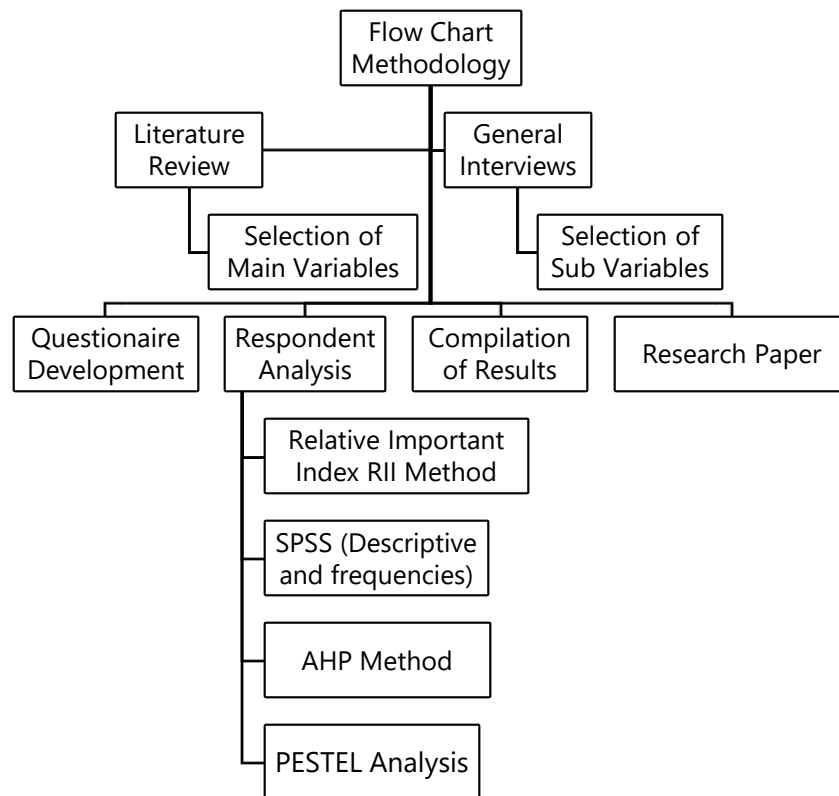 Flow Chart
Methodology
Literature
Review
General
Interviews
Selection of
Main Variables
Selection of
Sub Variables
Questionaire
Development
Respondent
Analysis
Compilation
of Results
Research Paper
Relative Important
Index RII Method
SPSS (Descriptive
and frequencies)
AHP Method
PESTEL Analysis